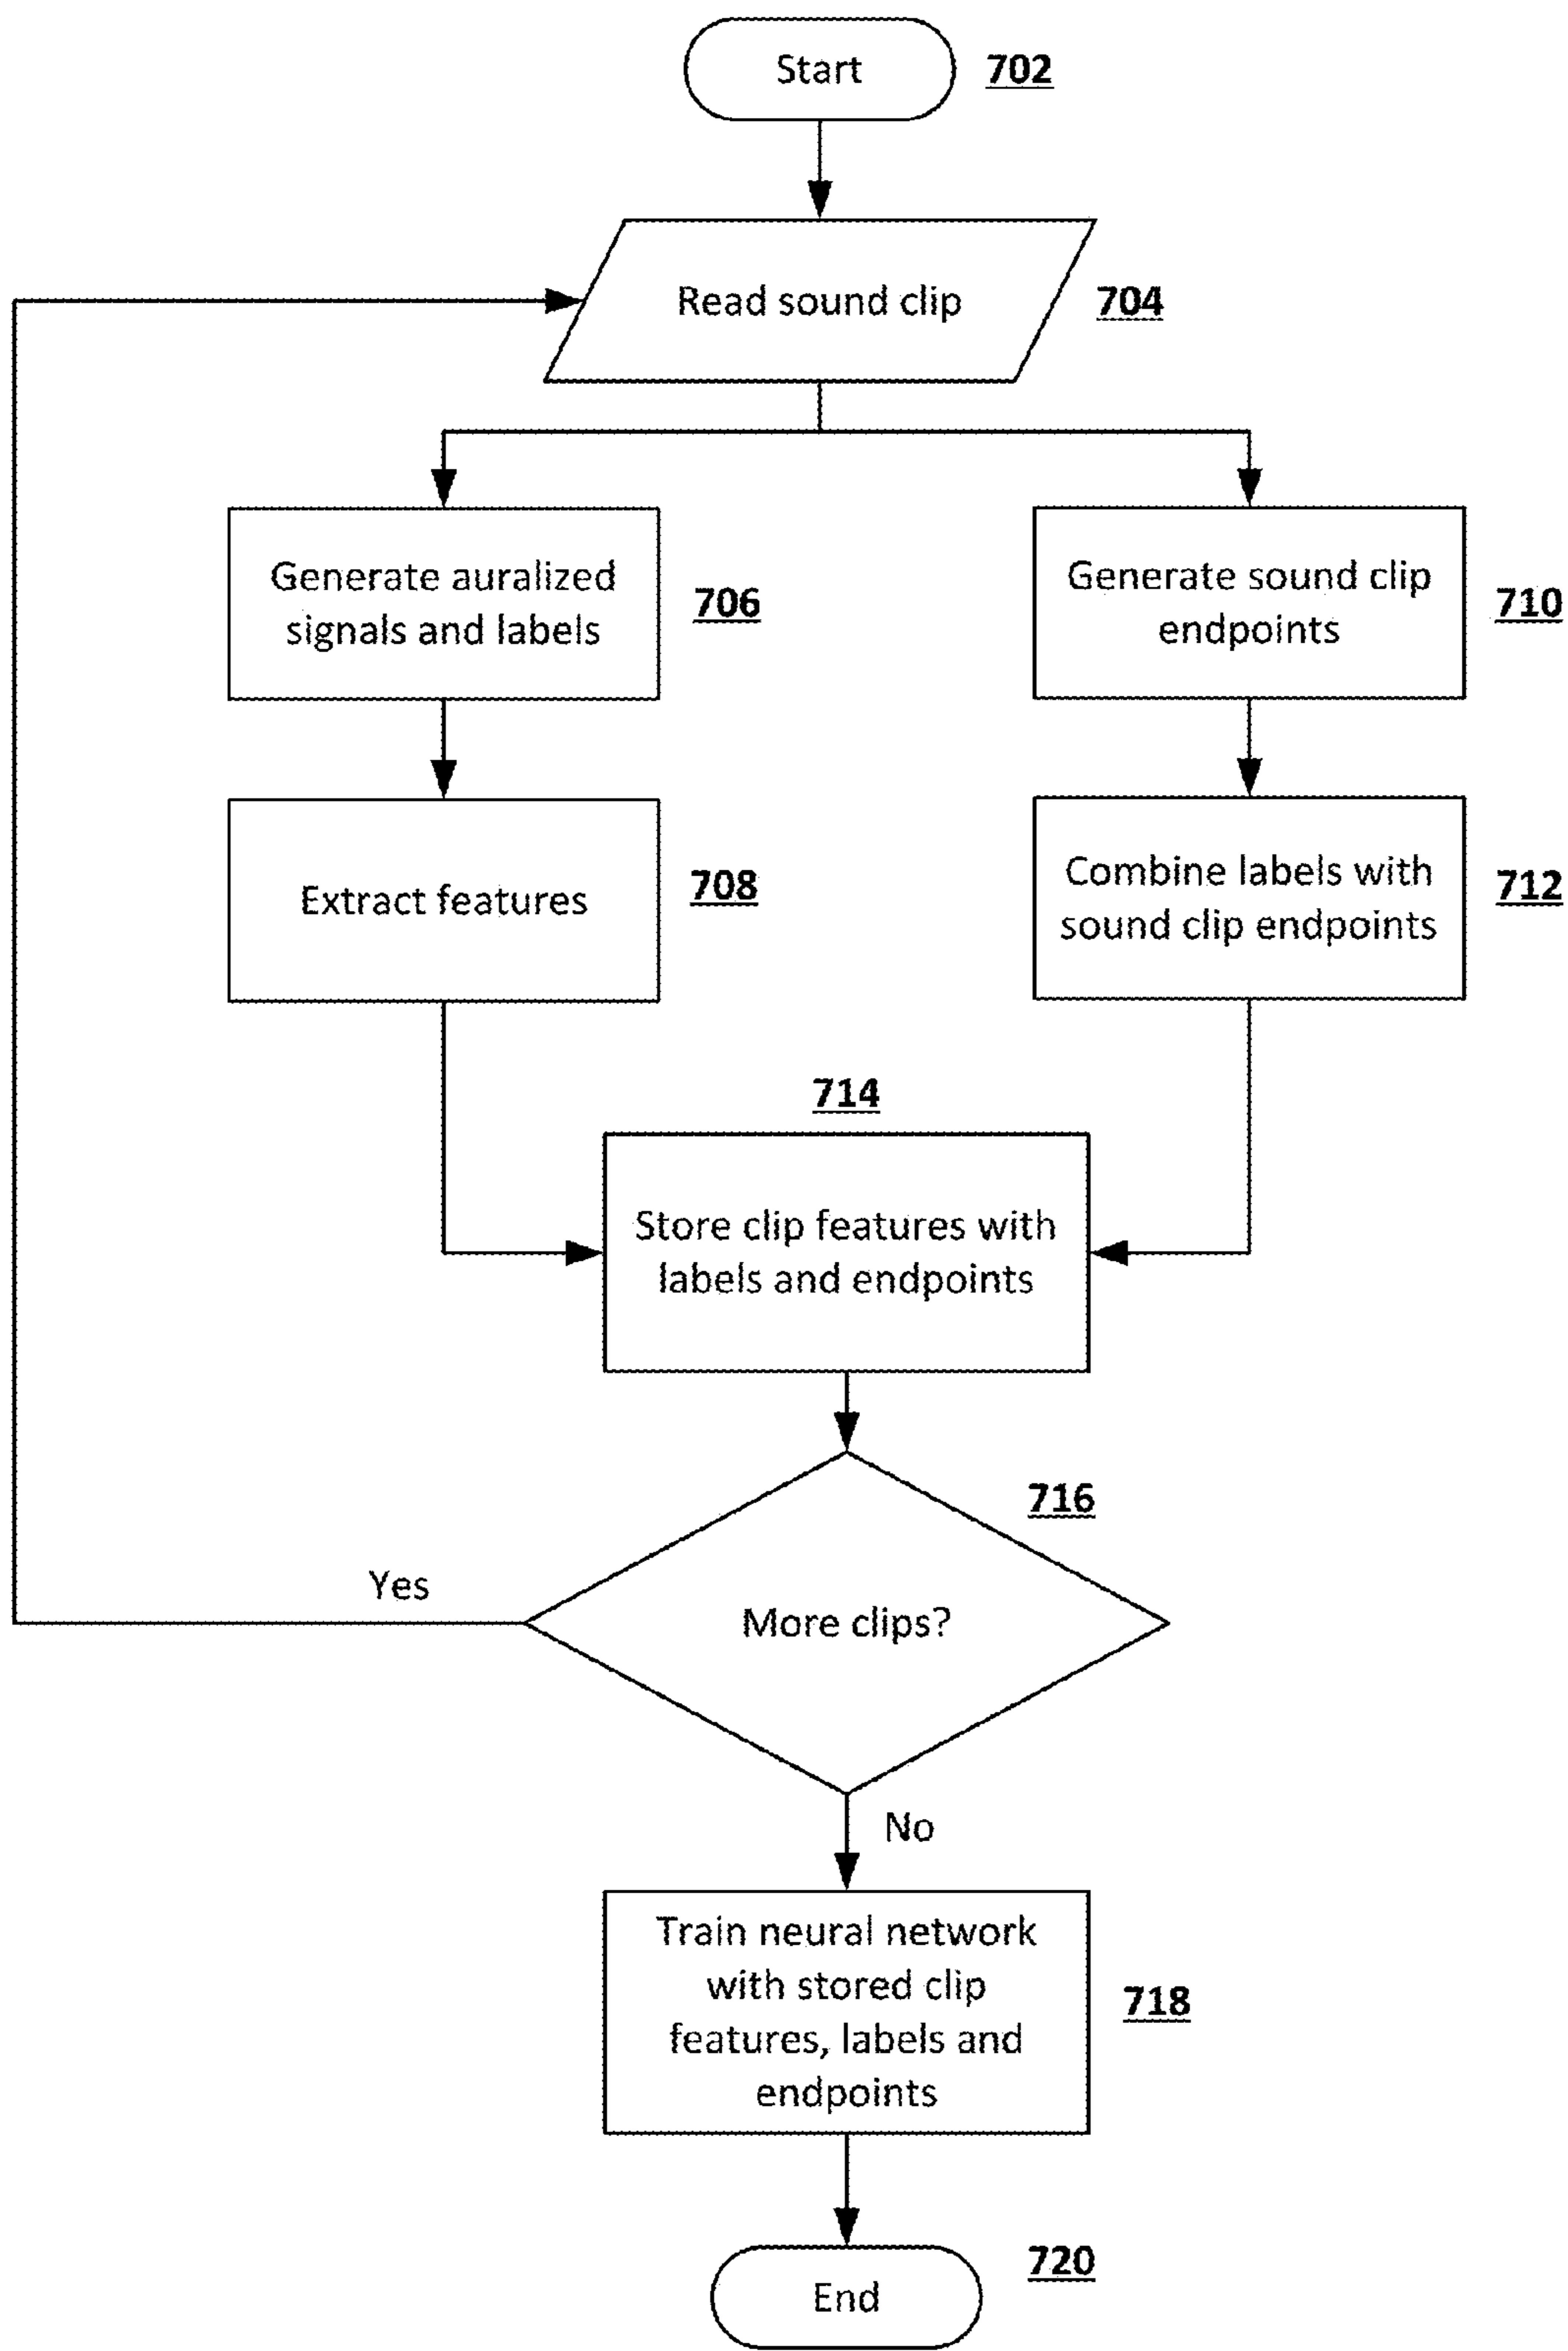 Start
702
Read sound clip
704
Generate auralized
signals and labels
706
Generate sound clip
endpoints
710
Extract features
708
Combine labels with
sound clip endpoints
712
714
Store clip features with
labels and endpoints
716
Yes
More clips?
No
Train neural network
with stored clip
features, labels and
endpoints
718
720
End